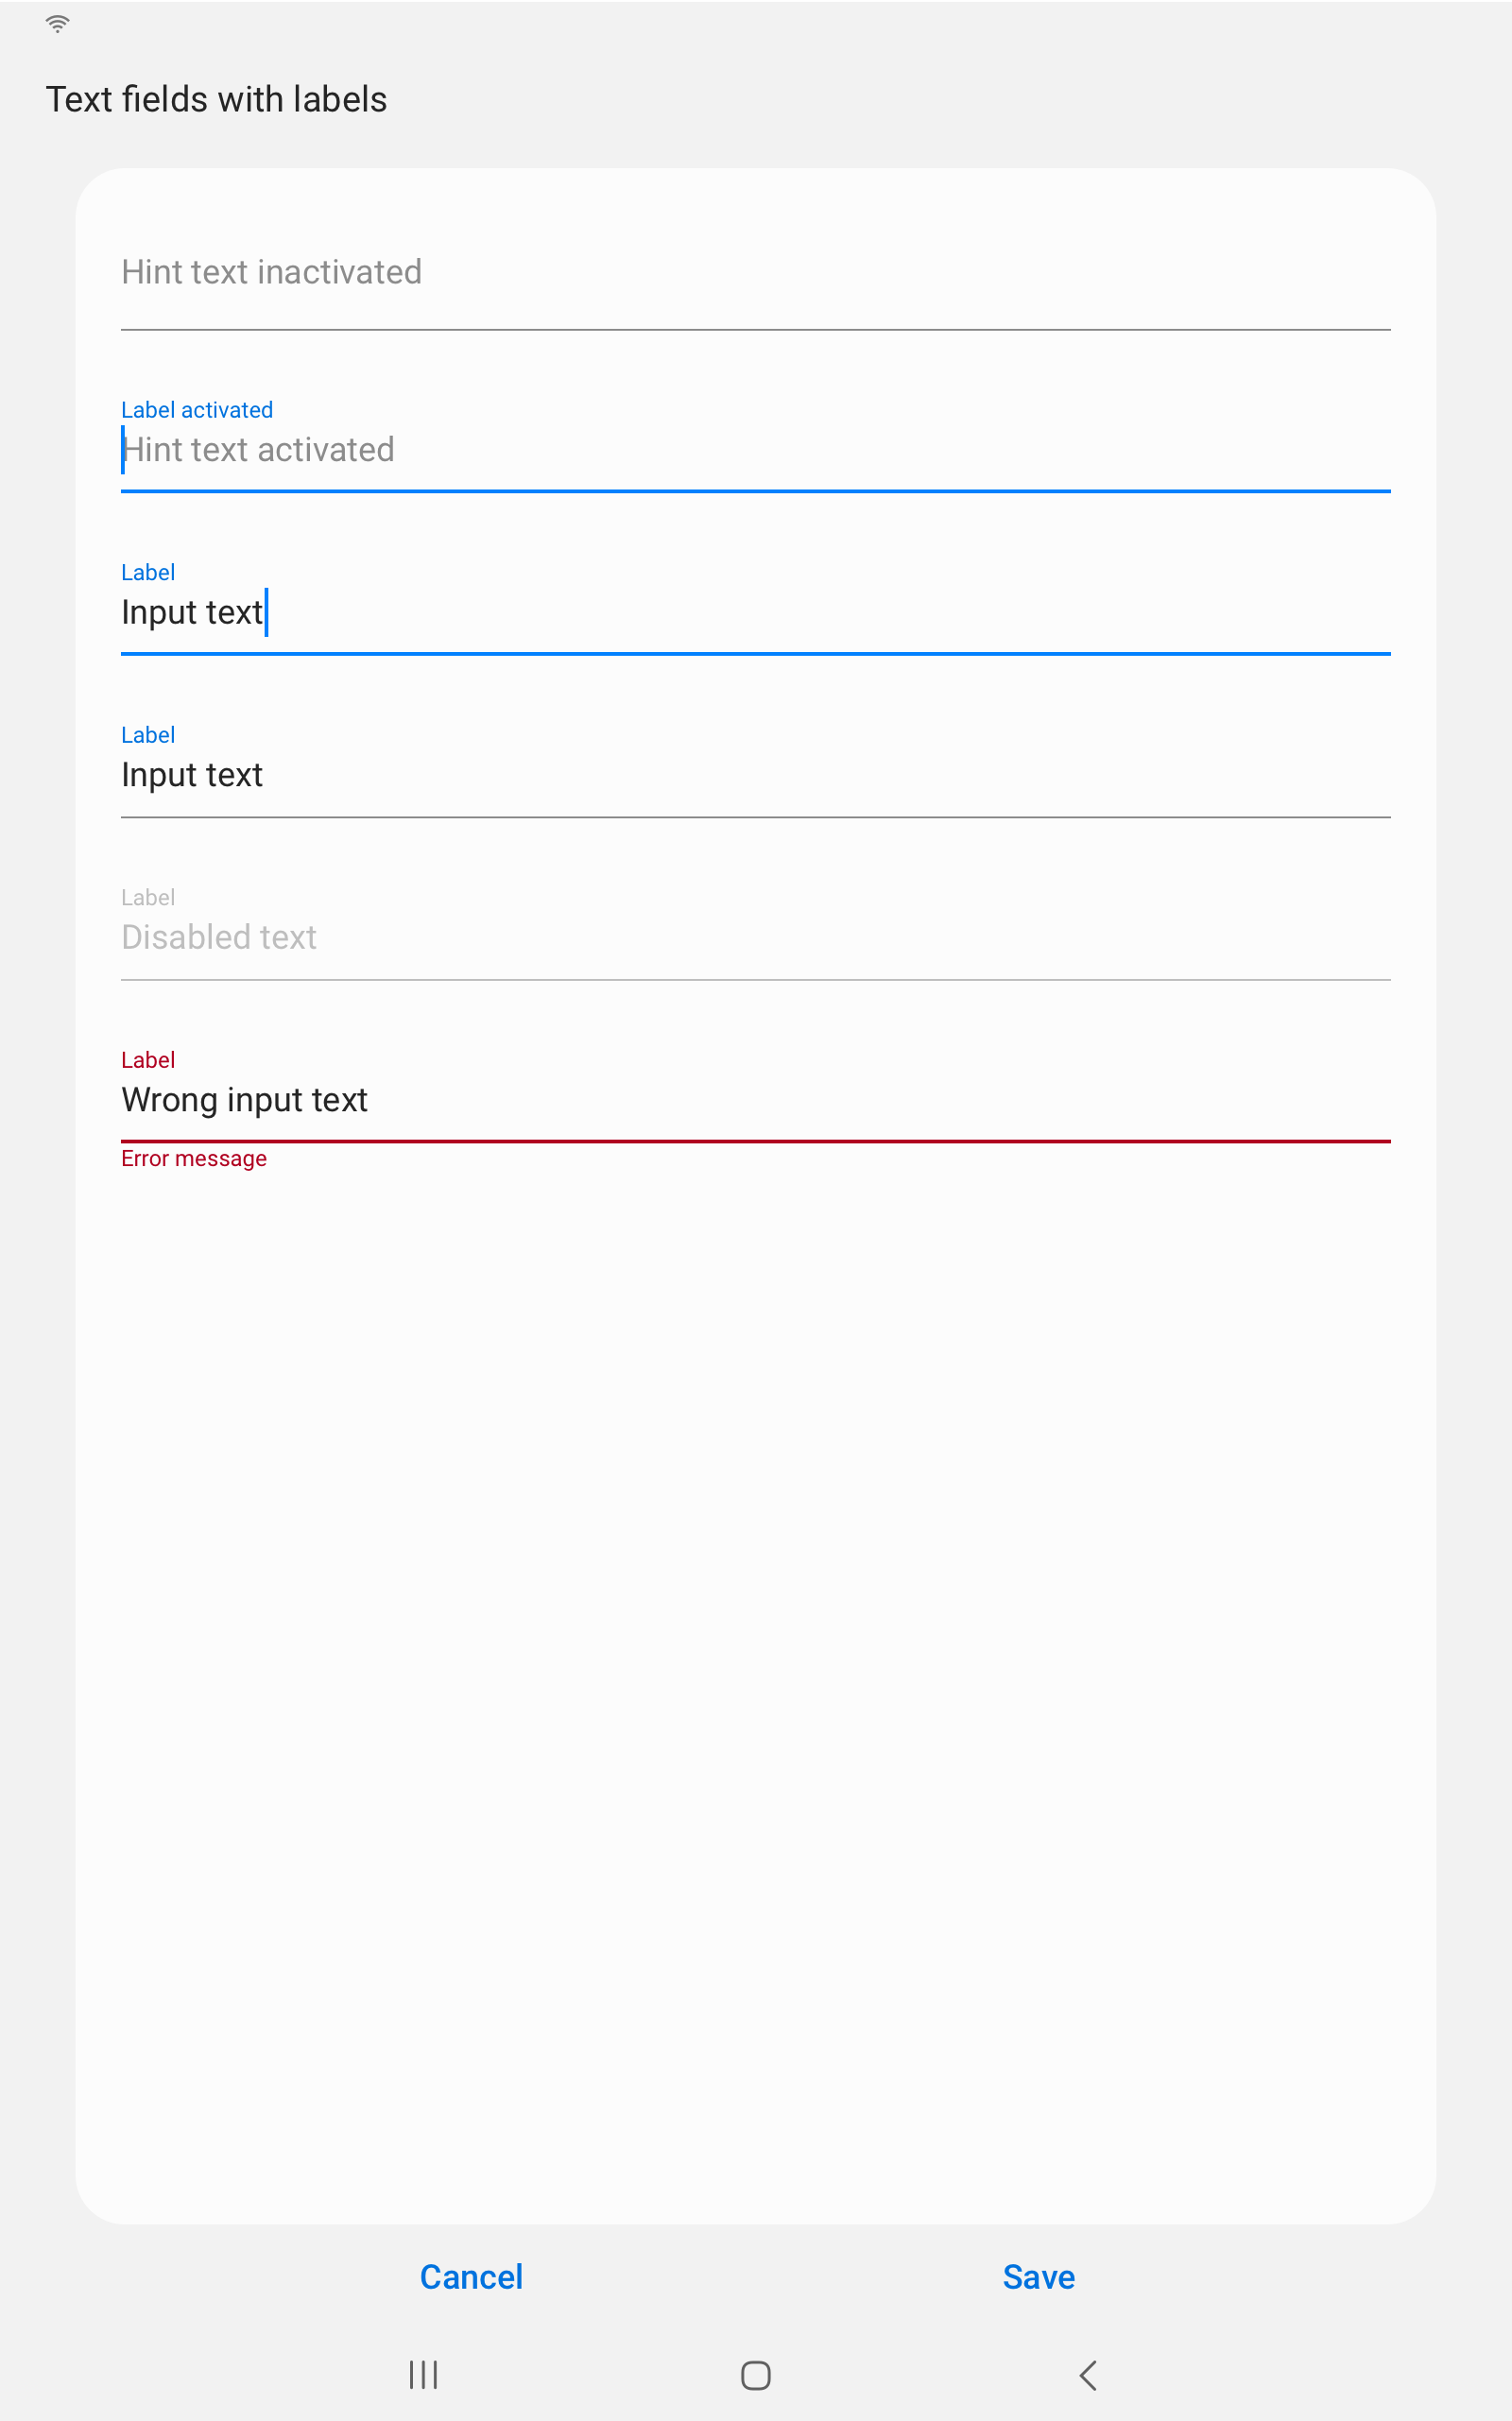 Text fields with labels
Hint text inactivated
Label activated
Hint text activated
Label
Input text
Label
Input text
Label
Disabled text
Label
Wrong input text
Error message
Cancel
Save